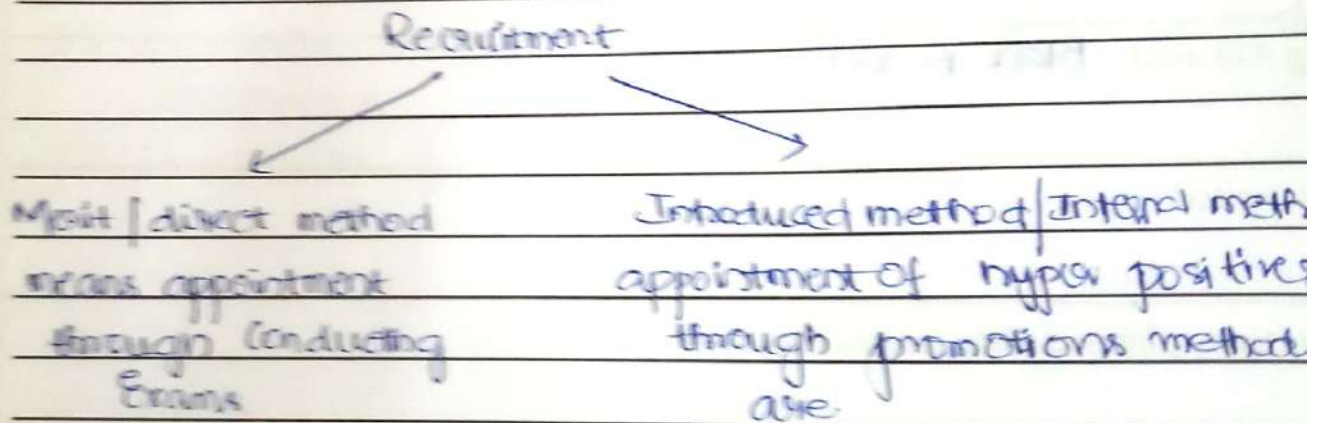 Recruitment
Merit / direct method
means appointment
through Conducting
Exams
Introduced method / Internal meth
appointment of hyper positives
through promotions method
are.